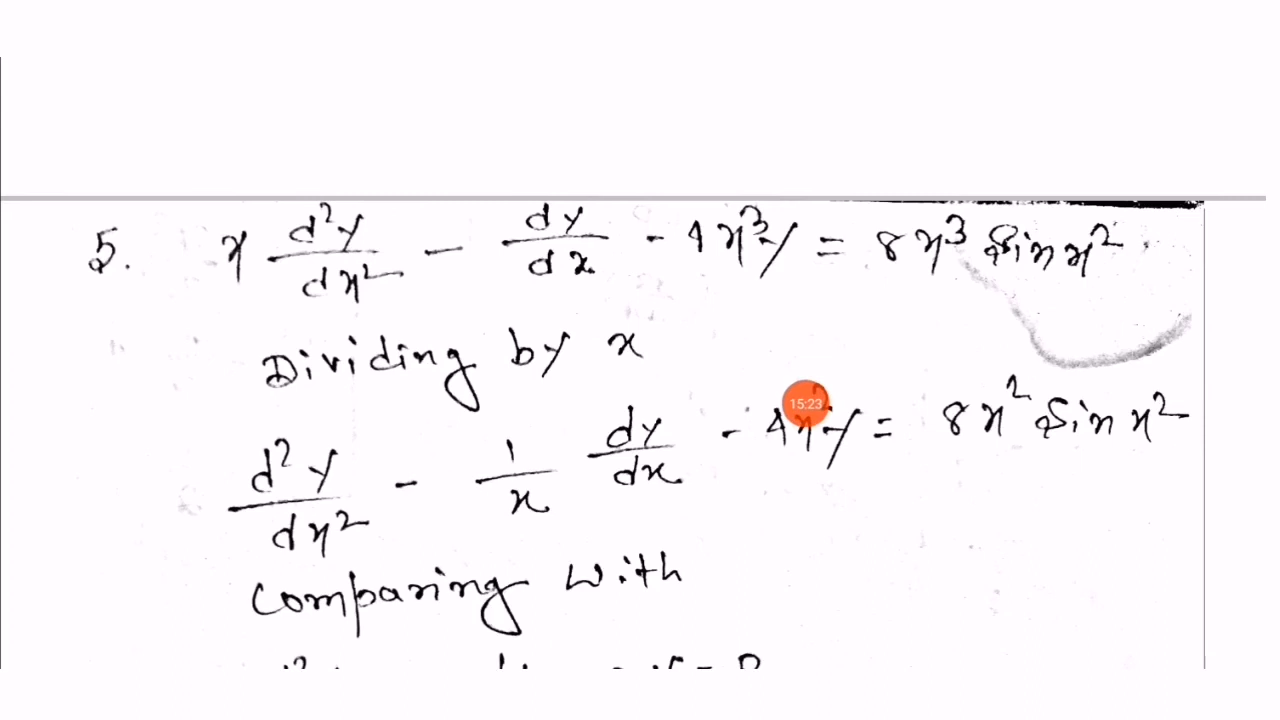 5. x d²y/dx² - dy/dx - 4x³y = 8x³ sin x²
Dividing by x
15:23
d²y/dx² - 1/x dy/dx - 4x²y = 8x² sin x²
Comparing with